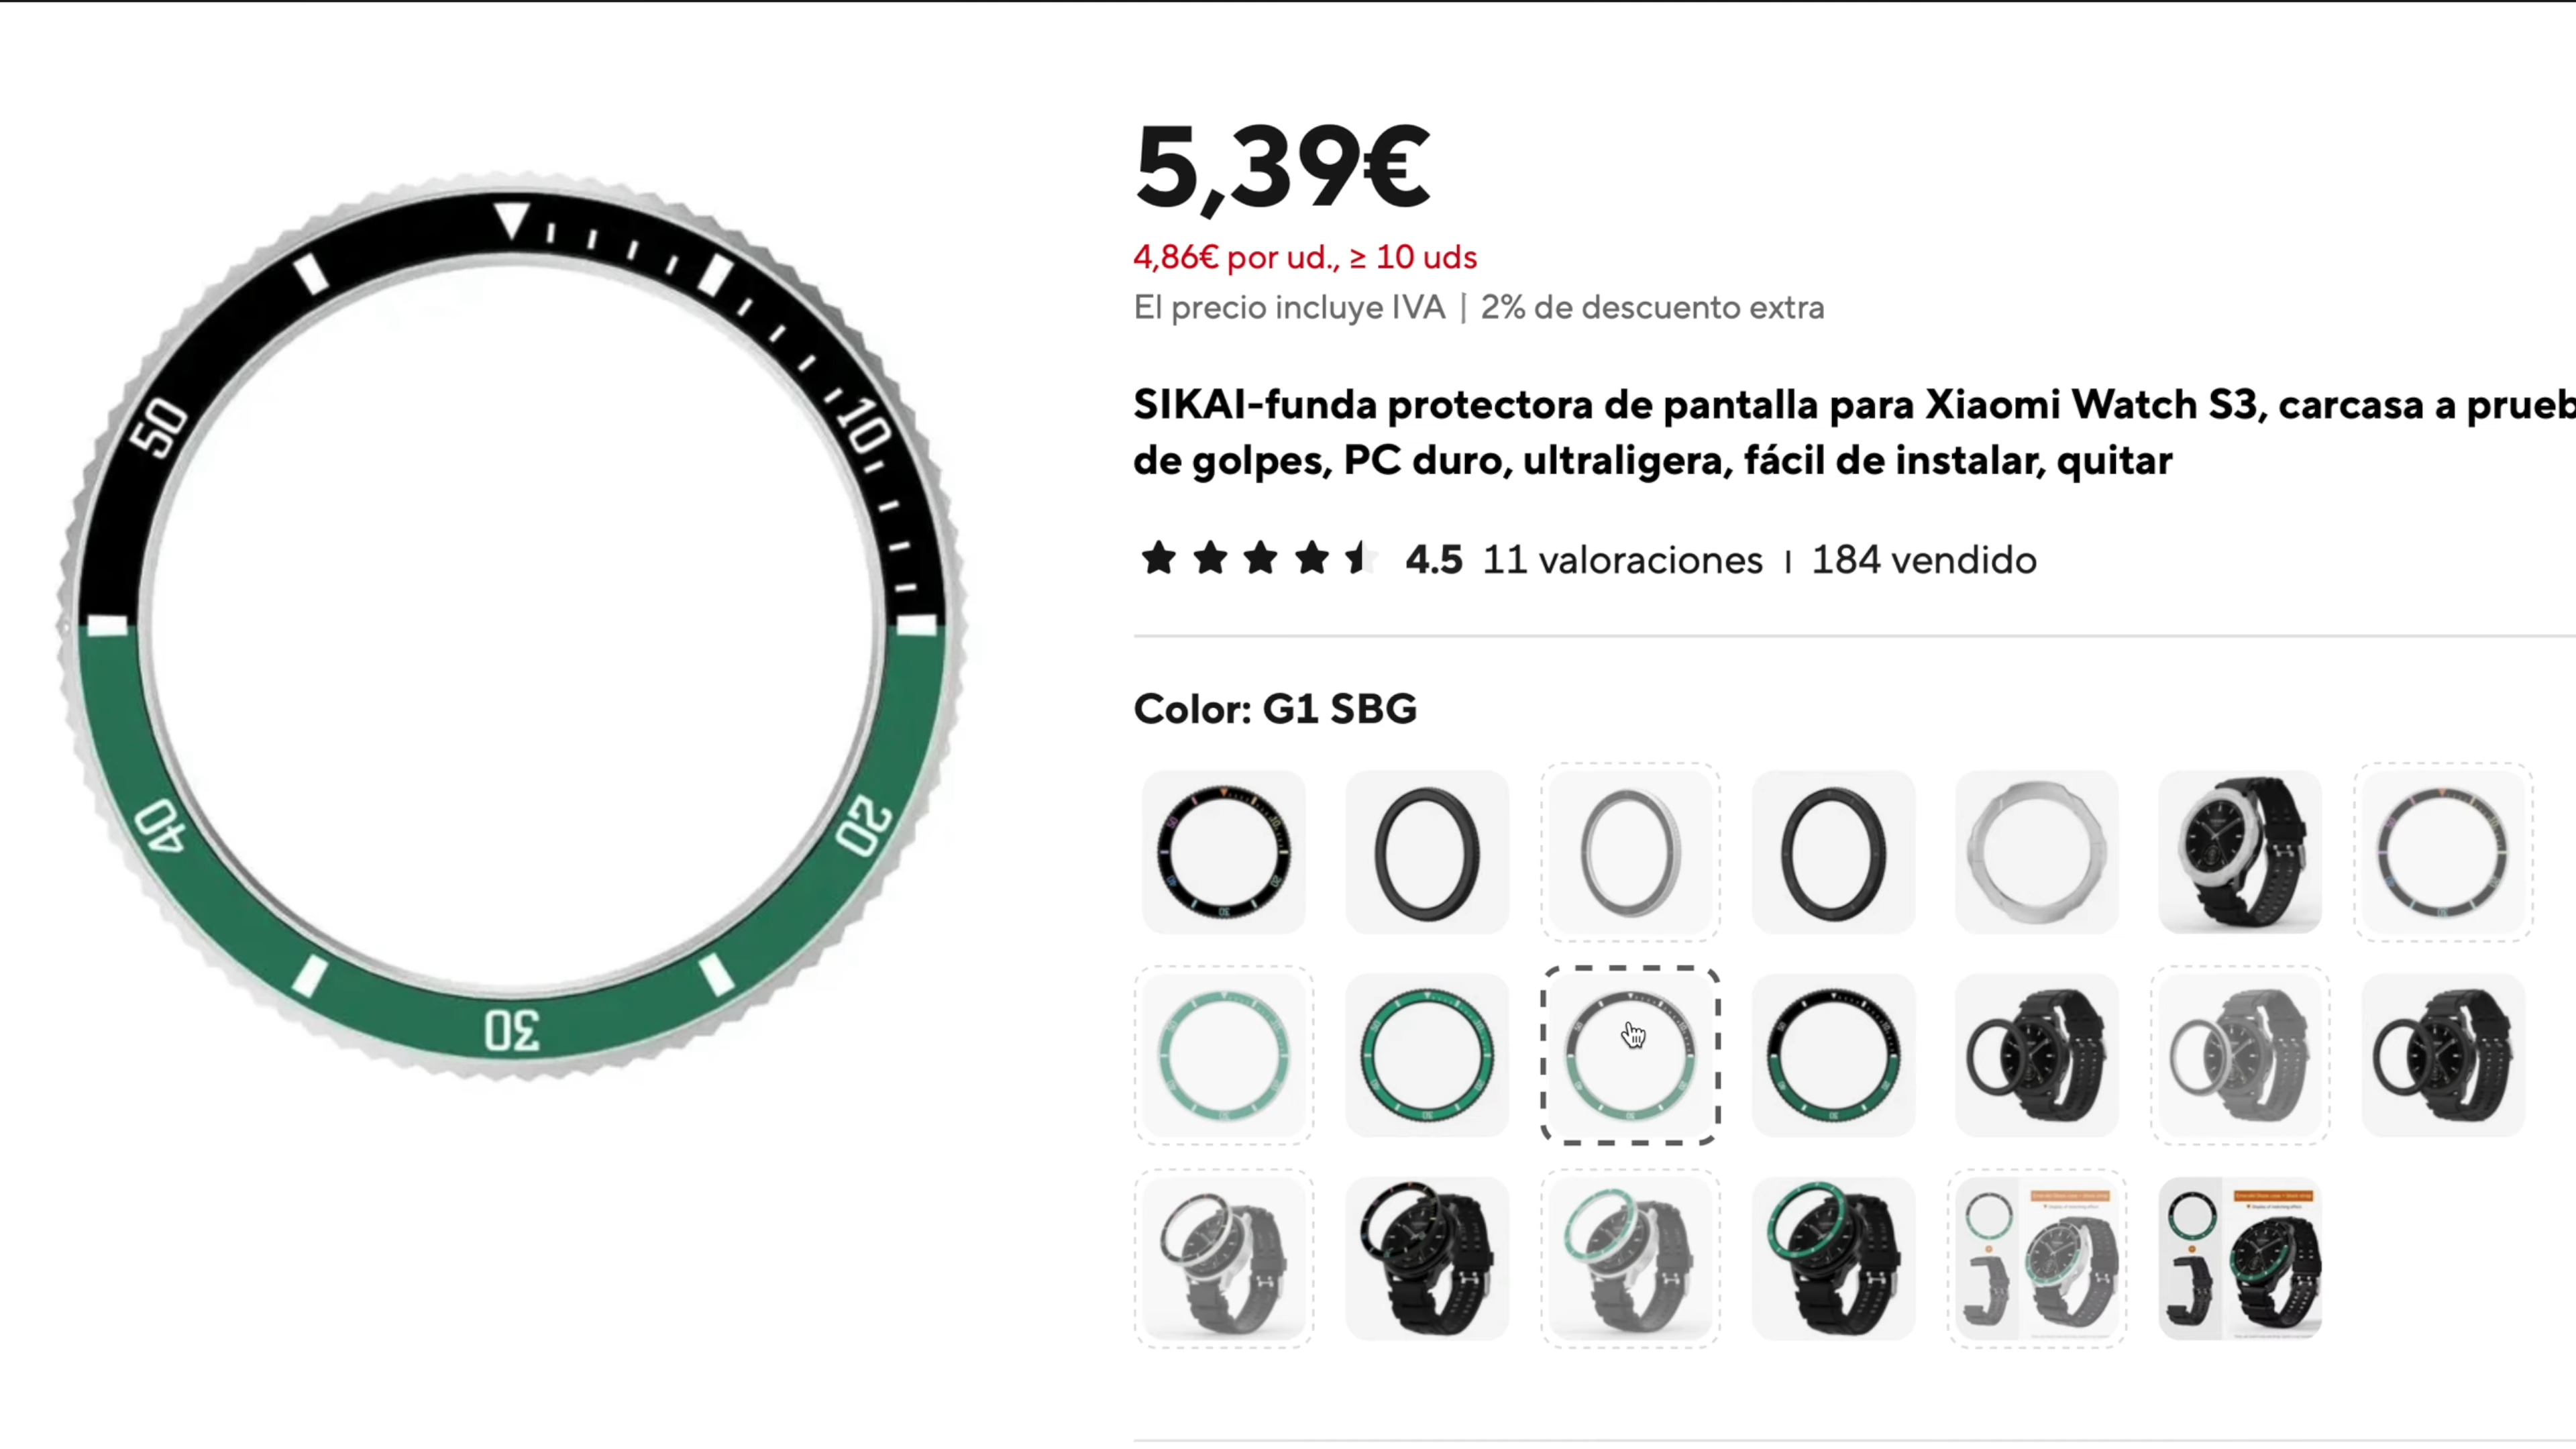 50
10
20
30
40
5,39€
4,86€ por ud., ≥ 10 uds
El precio incluye IVA | 2% de descuento extra
SIKAI-funda protectora de pantalla para Xiaomi Watch S3, carcasa a prueb
de golpes, PC duro, ultraligera, fácil de instalar, quitar
4.5 11 valoraciones | 184 vendido
Color: G1 SBG